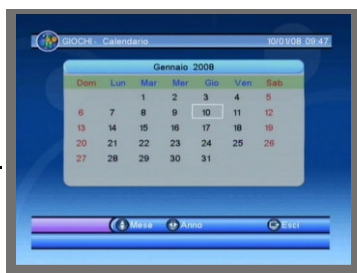 GIOCHI - Calendario 10/01/08 09:47
Gennaio 2008
Dom Lun Mar Mer Gio Ven Sab
1 2 3 4 5
6 7 8 9 10 11 12
13 14 15 16 17 18 19
20 21 22 23 24 25 26
27 28 29 30 31
Mese Anno Esci